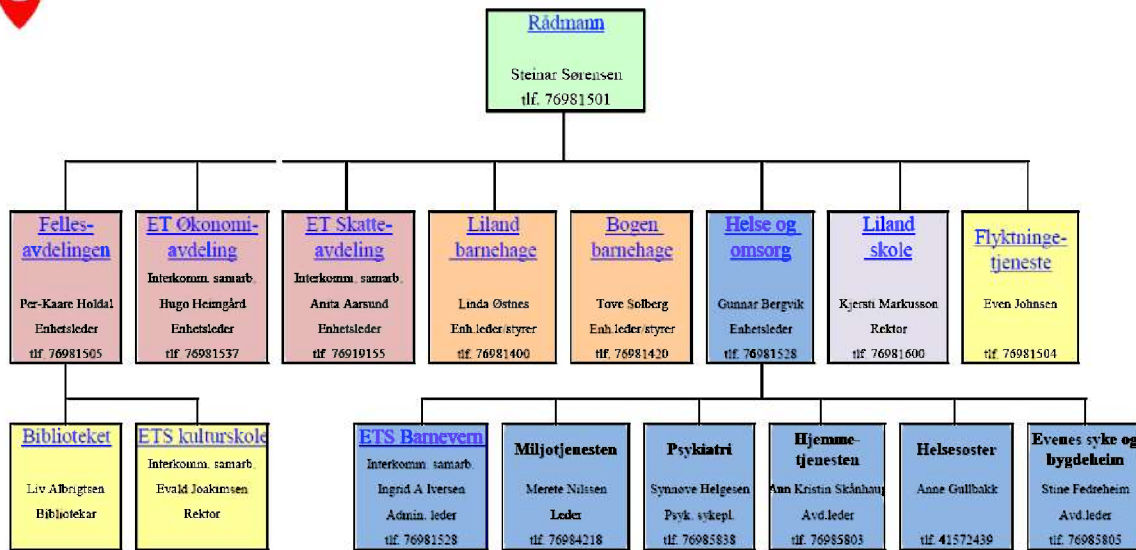 Rådmann
Steinar Sørensen
tlf. 76981501
Felles-
avdelingen
Per-Kaare Holdal
Enhetsleder
tlf. 76981505
ET Økonomi-
avdeling
Interkomm. samarb.
Hugo Heimgård
Enhetsleder
tlf. 76981537
ET Skatte-
avdeling
Interkomm. samarb.
Anita Aarsund
Enhetsleder
tlf. 76919155
Liland
barnehage
Linda Østnes
Enh.leder/styrer
tlf. 76981400
Bogen
barnehage
Tove Solberg
Enh.leder/styrer
tlf. 76981420
Helse og
omsorg
Gunnar Bergvik
Enhetsleder
tlf. 76981528
Liland
skole
Kjersti Markusson
Rektor
tlf. 76981600
Flyktninge-
tjeneste
Even Johnsen
tlf. 76981504
Biblioteket
Liv Albrigtsen
Bibliotekar
ETS kulturskole
Interkomm. samarb.
Evald Joakimsen
Rektor
ETS Barnevern
Interkomm. samarb.
Ingrid A Iversen
Admin. leder
tlf. 76981528
Miljøtjenesten
Merete Nilssen
Leder
tlf. 76984218
Psykiatri
Synnøve Helgesen
Psyk. sykepl.
tlf. 76985838
Hjemme-
tjenesten
Ann Kristin Skånhaug
Avd.leder
tlf. 76985803
Helsesøster
Anne Gullbakk
tlf. 41572439
Evenes syke og
bygdeheim
Stine Fedreheim
Avd.leder
tlf. 76985805